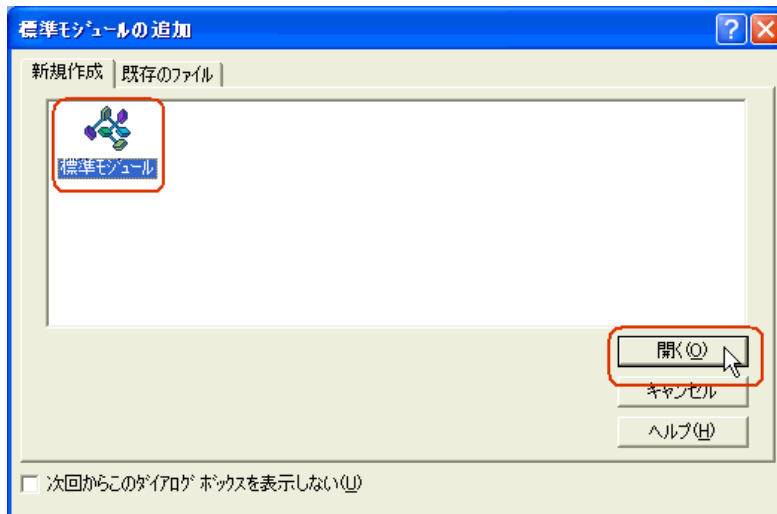 標準モジュールの追加
新規作成
既存のファイル
標準モジュール
開く(O)
キャンセル
ヘルプ(H)
次回からこのダイアログ ボックスを表示しない(U)